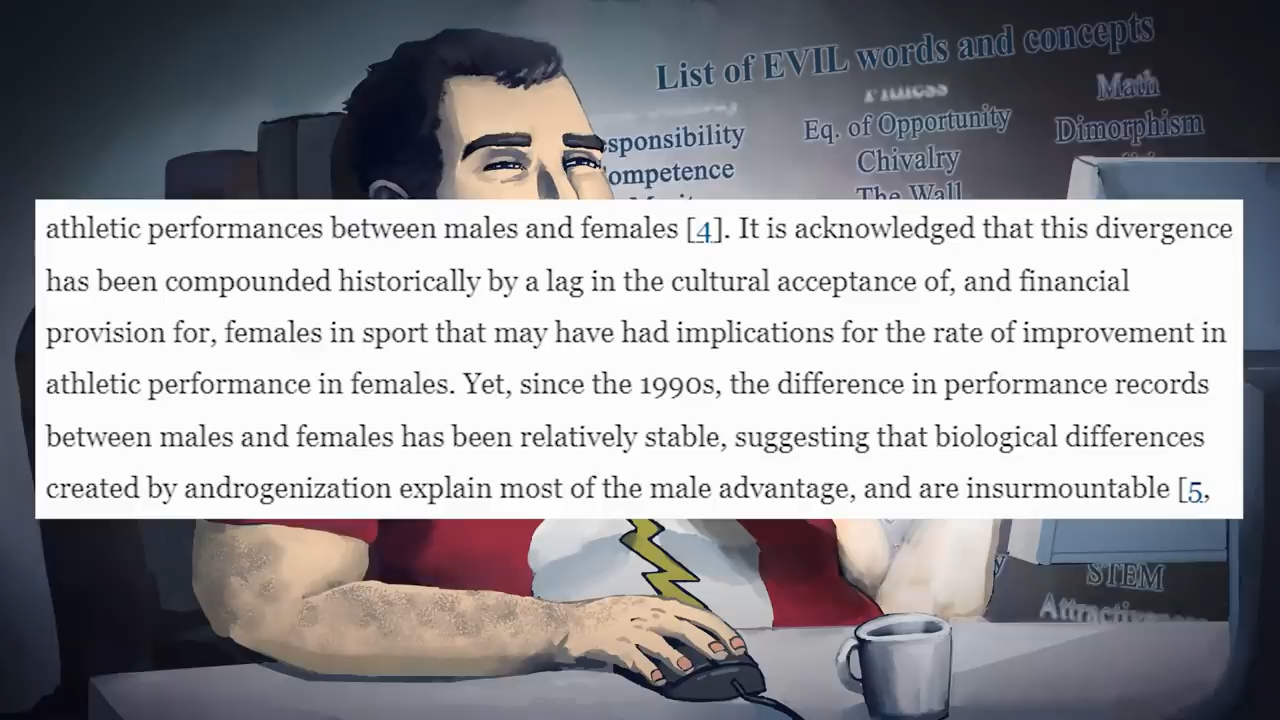 List of EVIL words and concepts
Math
Eq. of Opportunity
Dimorphism
Chivalry
The Wall
athletic performances between males and females [4]. It is acknowledged that this divergence
has been compounded historically by a lag in the cultural acceptance of, and financial
provision for, females in sport that may have had implications for the rate of improvement in
athletic performance in females. Yet, since the 1990s, the difference in performance records
between males and females has been relatively stable, suggesting that biological differences
created by androgenization explain most of the male advantage, and are insurmountable [5,
STEM